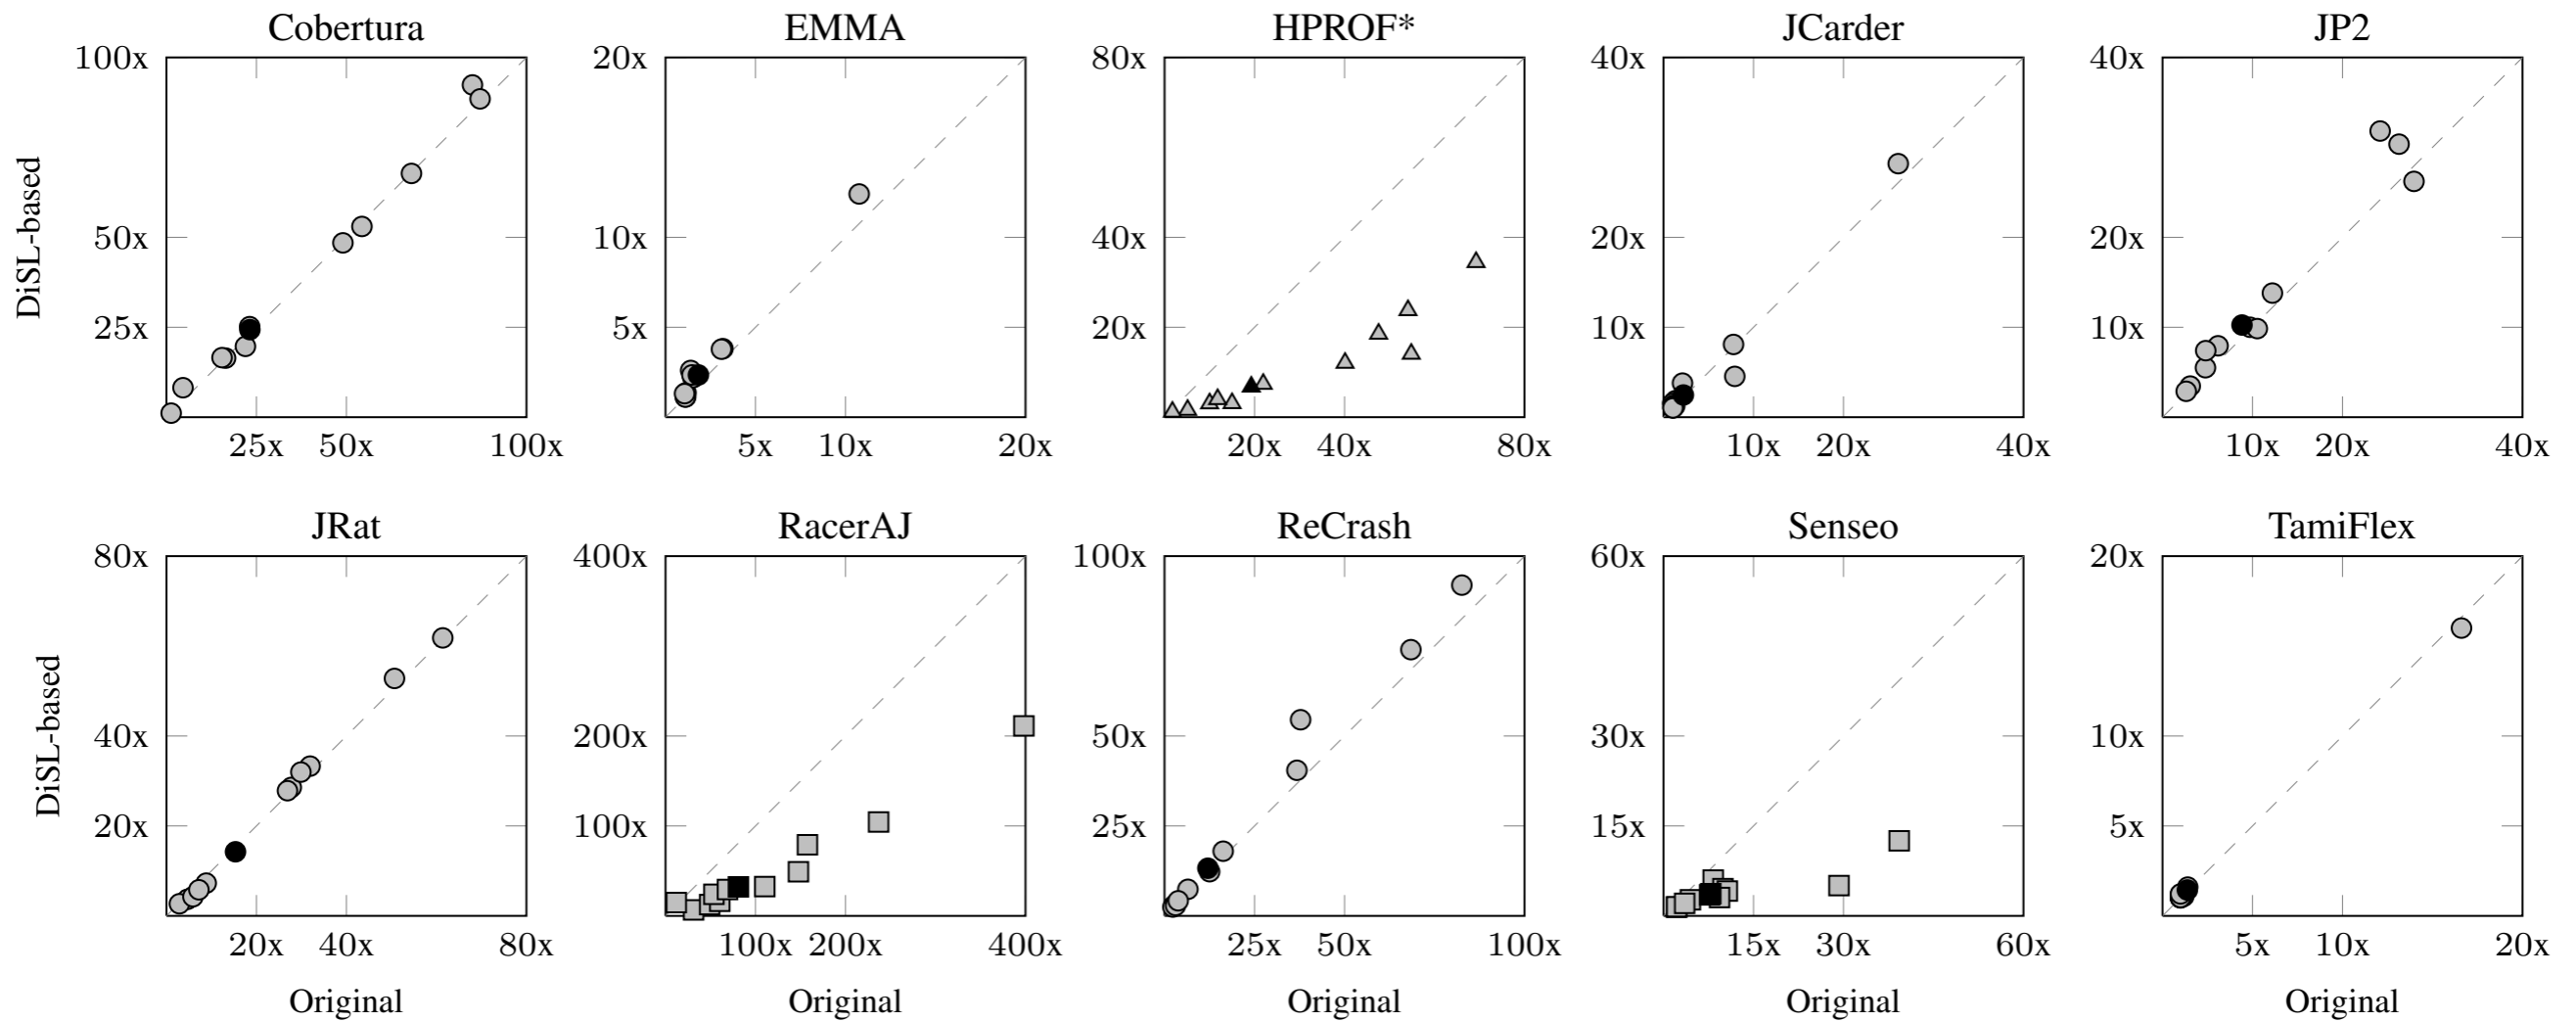 Cobertura EMMA HPROF* JCarder JP2
100x 20x 80x 40x 40x
DiSL-based
50x 10x 40x 20x 20x
25x 5x 20x 10x 10x
25x 50x 100x 5x 10x 20x 20x 40x 80x 10x 20x 40x 10x 20x 40x
JRat RacerAJ ReCrash Senseo TamiFlex
80x 400x 100x 60x 20x
DiSL-based
40x 200x 50x 30x 10x
20x 100x 25x 15x 5x
20x 40x 80x 100x 200x 400x 25x 50x 100x 15x 30x 60x 5x 10x 20x
Original Original Original Original Original